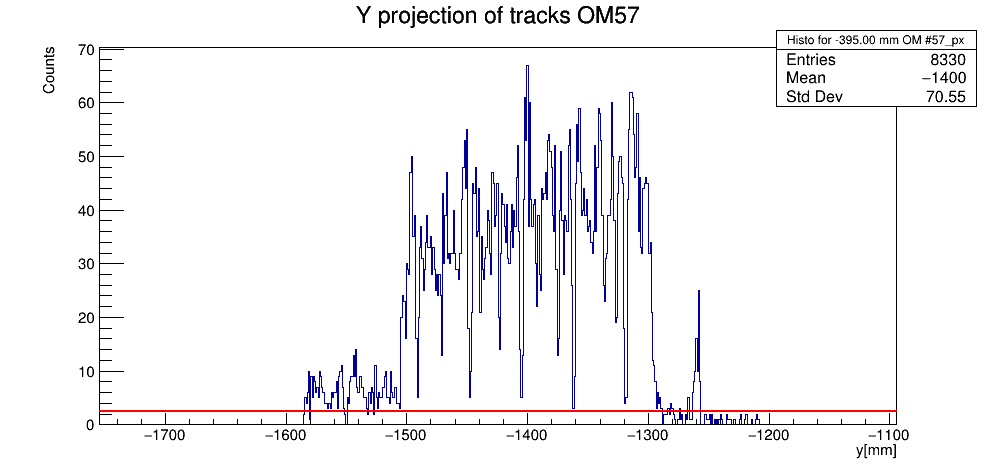 Y projection of tracks OM57
Histo for -395.00 mm OM #57_px
Entries 8330
Mean −1400
Std Dev 70.55
Counts
70
60
50
40
30
20
10
0
−1700 −1600 −1500 −1400 −1300 −1200 −1100
y[mm]